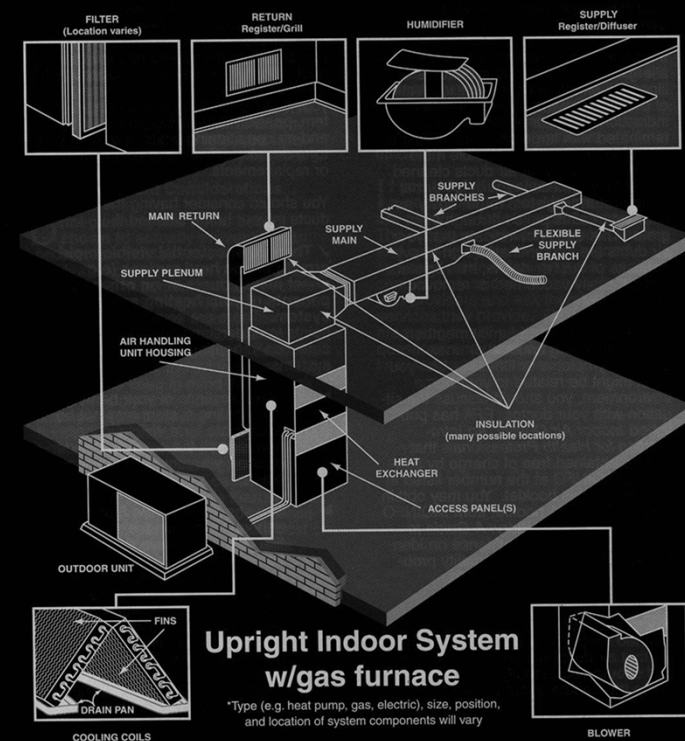 FILTER
(Location varies)
RETURN
Register/Grill
HUMIDIFIER
SUPPLY
Register/Diffuser
MAIN RETURN
SUPPLY
BRANCHES
SUPPLY
MAIN
FLEXIBLE
SUPPLY
BRANCH
SUPPLY PLENUM
AIR HANDLING
UNIT HOUSING
INSULATION
(many possible locations)
HEAT
EXCHANGER
ACCESS PANEL(S)
OUTDOOR UNIT
FINS
DRAIN PAN
COOLING COILS
Upright Indoor System
w/gas furnace
*Type (e.g. heat pump, gas, electric), size, position,
and location of system components will vary
BLOWER